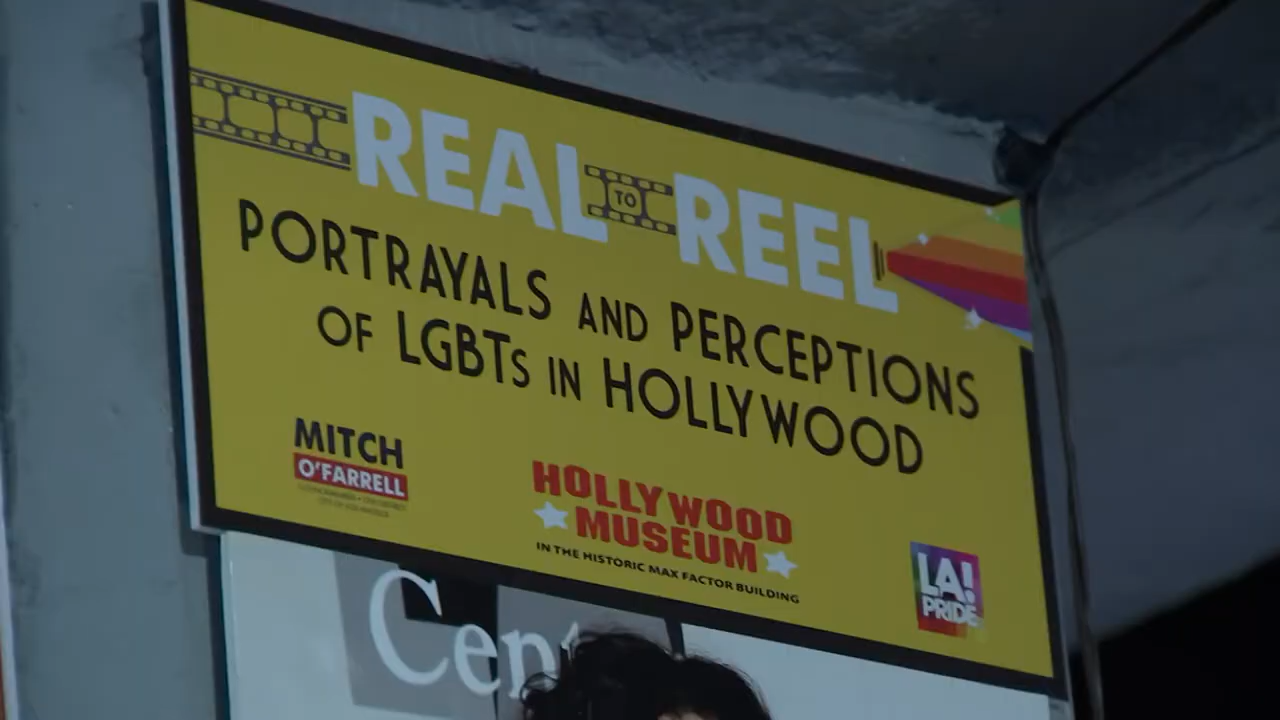 REAL TO REEL
PORTRAYALS AND PERCEPTIONS
OF LGBTS IN HOLLYWOOD
MITCH
O'FARRELL
HOLLYWOOD
MUSEUM
IN THE HISTORIC MAX FACTOR BUILDING
LA!
PRIDE
Cen